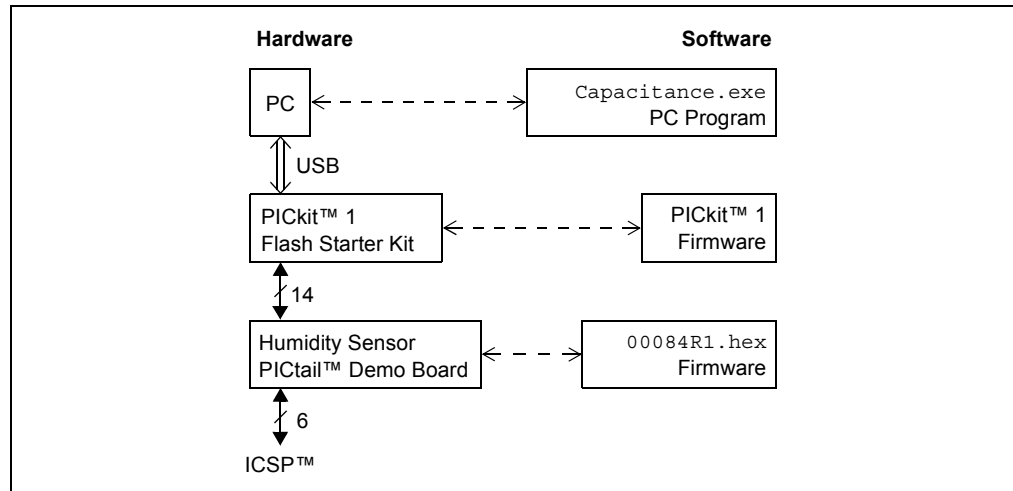 Hardware Software
PC
Capacitance.exe
PC Program
USB
PICkit™ 1
Flash Starter Kit
PICkit™ 1
Firmware
14
Humidity Sensor
PICtail™ Demo Board
00084R1.hex
Firmware
6
ICSP™